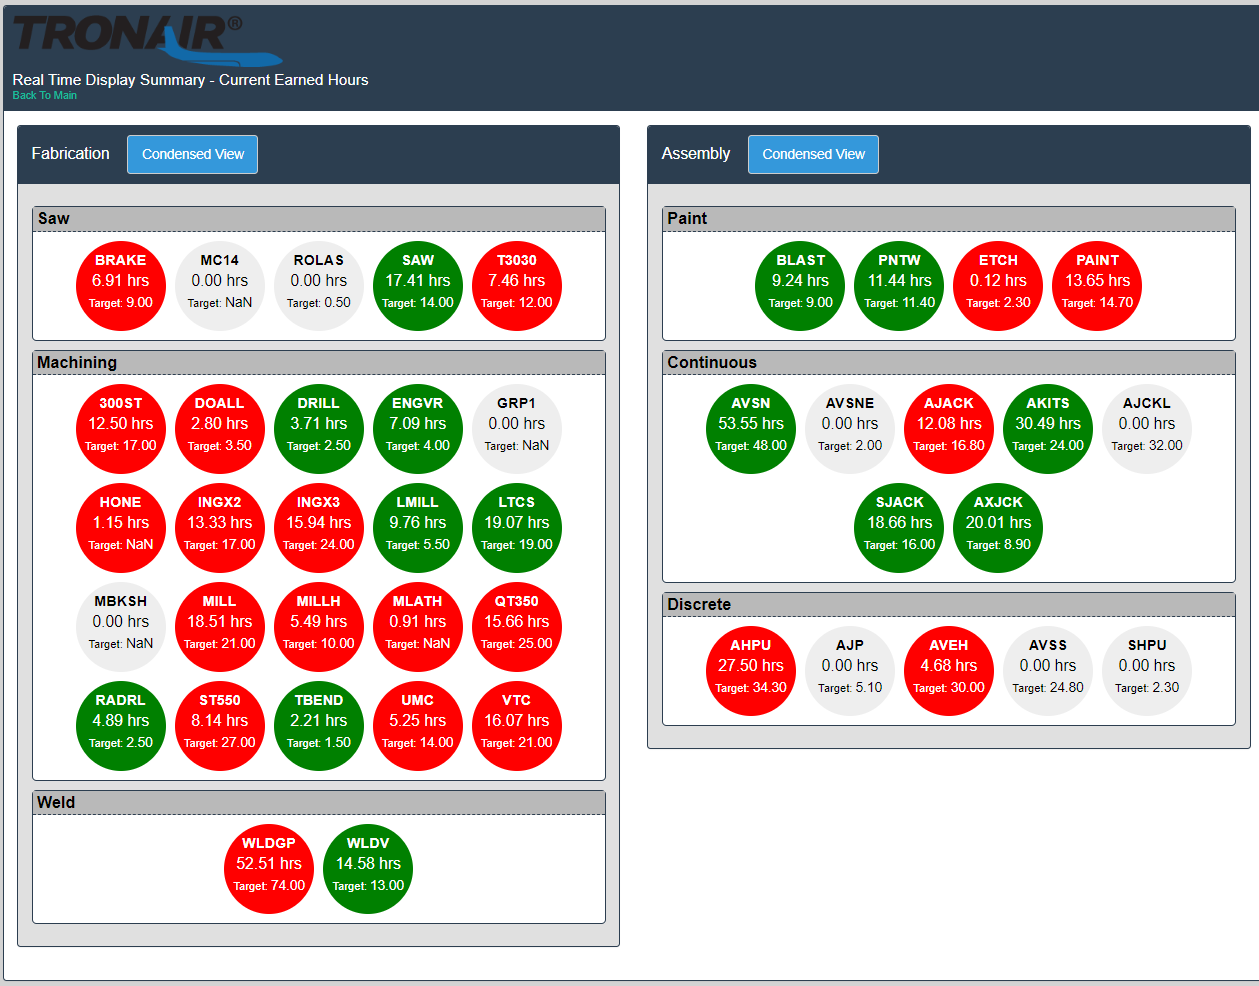 TRONAIR®
Real Time Display Summary - Current Earned Hours
Back To Main
Fabrication
Condensed View
Saw
BRAKE
6.91 hrs
Target: 9.00
MC14
0.00 hrs
Target: NaN
ROLAS
0.00 hrs
Target: 0.50
SAW
17.41 hrs
Target: 14.00
T3030
7.46 hrs
Target: 12.00
Machining
300ST
12.50 hrs
Target: 17.00
DOALL
2.80 hrs
Target: 3.50
DRILL
3.71 hrs
Target: 2.50
ENGVR
7.09 hrs
Target: 4.00
GRP1
0.00 hrs
Target: NaN
HONE
1.15 hrs
Target: NaN
INGX2
13.33 hrs
Target: 17.00
INGX3
15.94 hrs
Target: 24.00
LMILL
9.76 hrs
Target: 5.50
LTCS
19.07 hrs
Target: 19.00
MBKSH
0.00 hrs
Target: NaN
MILL
18.51 hrs
Target: 21.00
MILLH
5.49 hrs
Target: 10.00
MLATH
0.91 hrs
Target: NaN
QT350
15.66 hrs
Target: 25.00
RADRL
4.89 hrs
Target: 2.50
ST550
8.14 hrs
Target: 27.00
TBEND
2.21 hrs
Target: 1.50
UMC
5.25 hrs
Target: 14.00
VTC
16.07 hrs
Target: 21.00
Weld
WLDGP
52.51 hrs
Target: 74.00
WLDV
14.58 hrs
Target: 13.00
Assembly
Condensed View
Paint
BLAST
9.24 hrs
Target: 9.00
PNTW
11.44 hrs
Target: 11.40
ETCH
0.12 hrs
Target: 2.30
PAINT
13.65 hrs
Target: 14.70
Continuous
AVSN
53.55 hrs
Target: 48.00
AVSNE
0.00 hrs
Target: 2.00
AJACK
12.08 hrs
Target: 16.80
AKITS
30.49 hrs
Target: 24.00
AJCKL
0.00 hrs
Target: 32.00
SJACK
18.66 hrs
Target: 16.00
AXJCK
20.01 hrs
Target: 8.90
Discrete
AHPU
27.50 hrs
Target: 34.30
AJP
0.00 hrs
Target: 5.10
AVEH
4.68 hrs
Target: 30.00
AVSS
0.00 hrs
Target: 24.80
SHPU
0.00 hrs
Target: 2.30